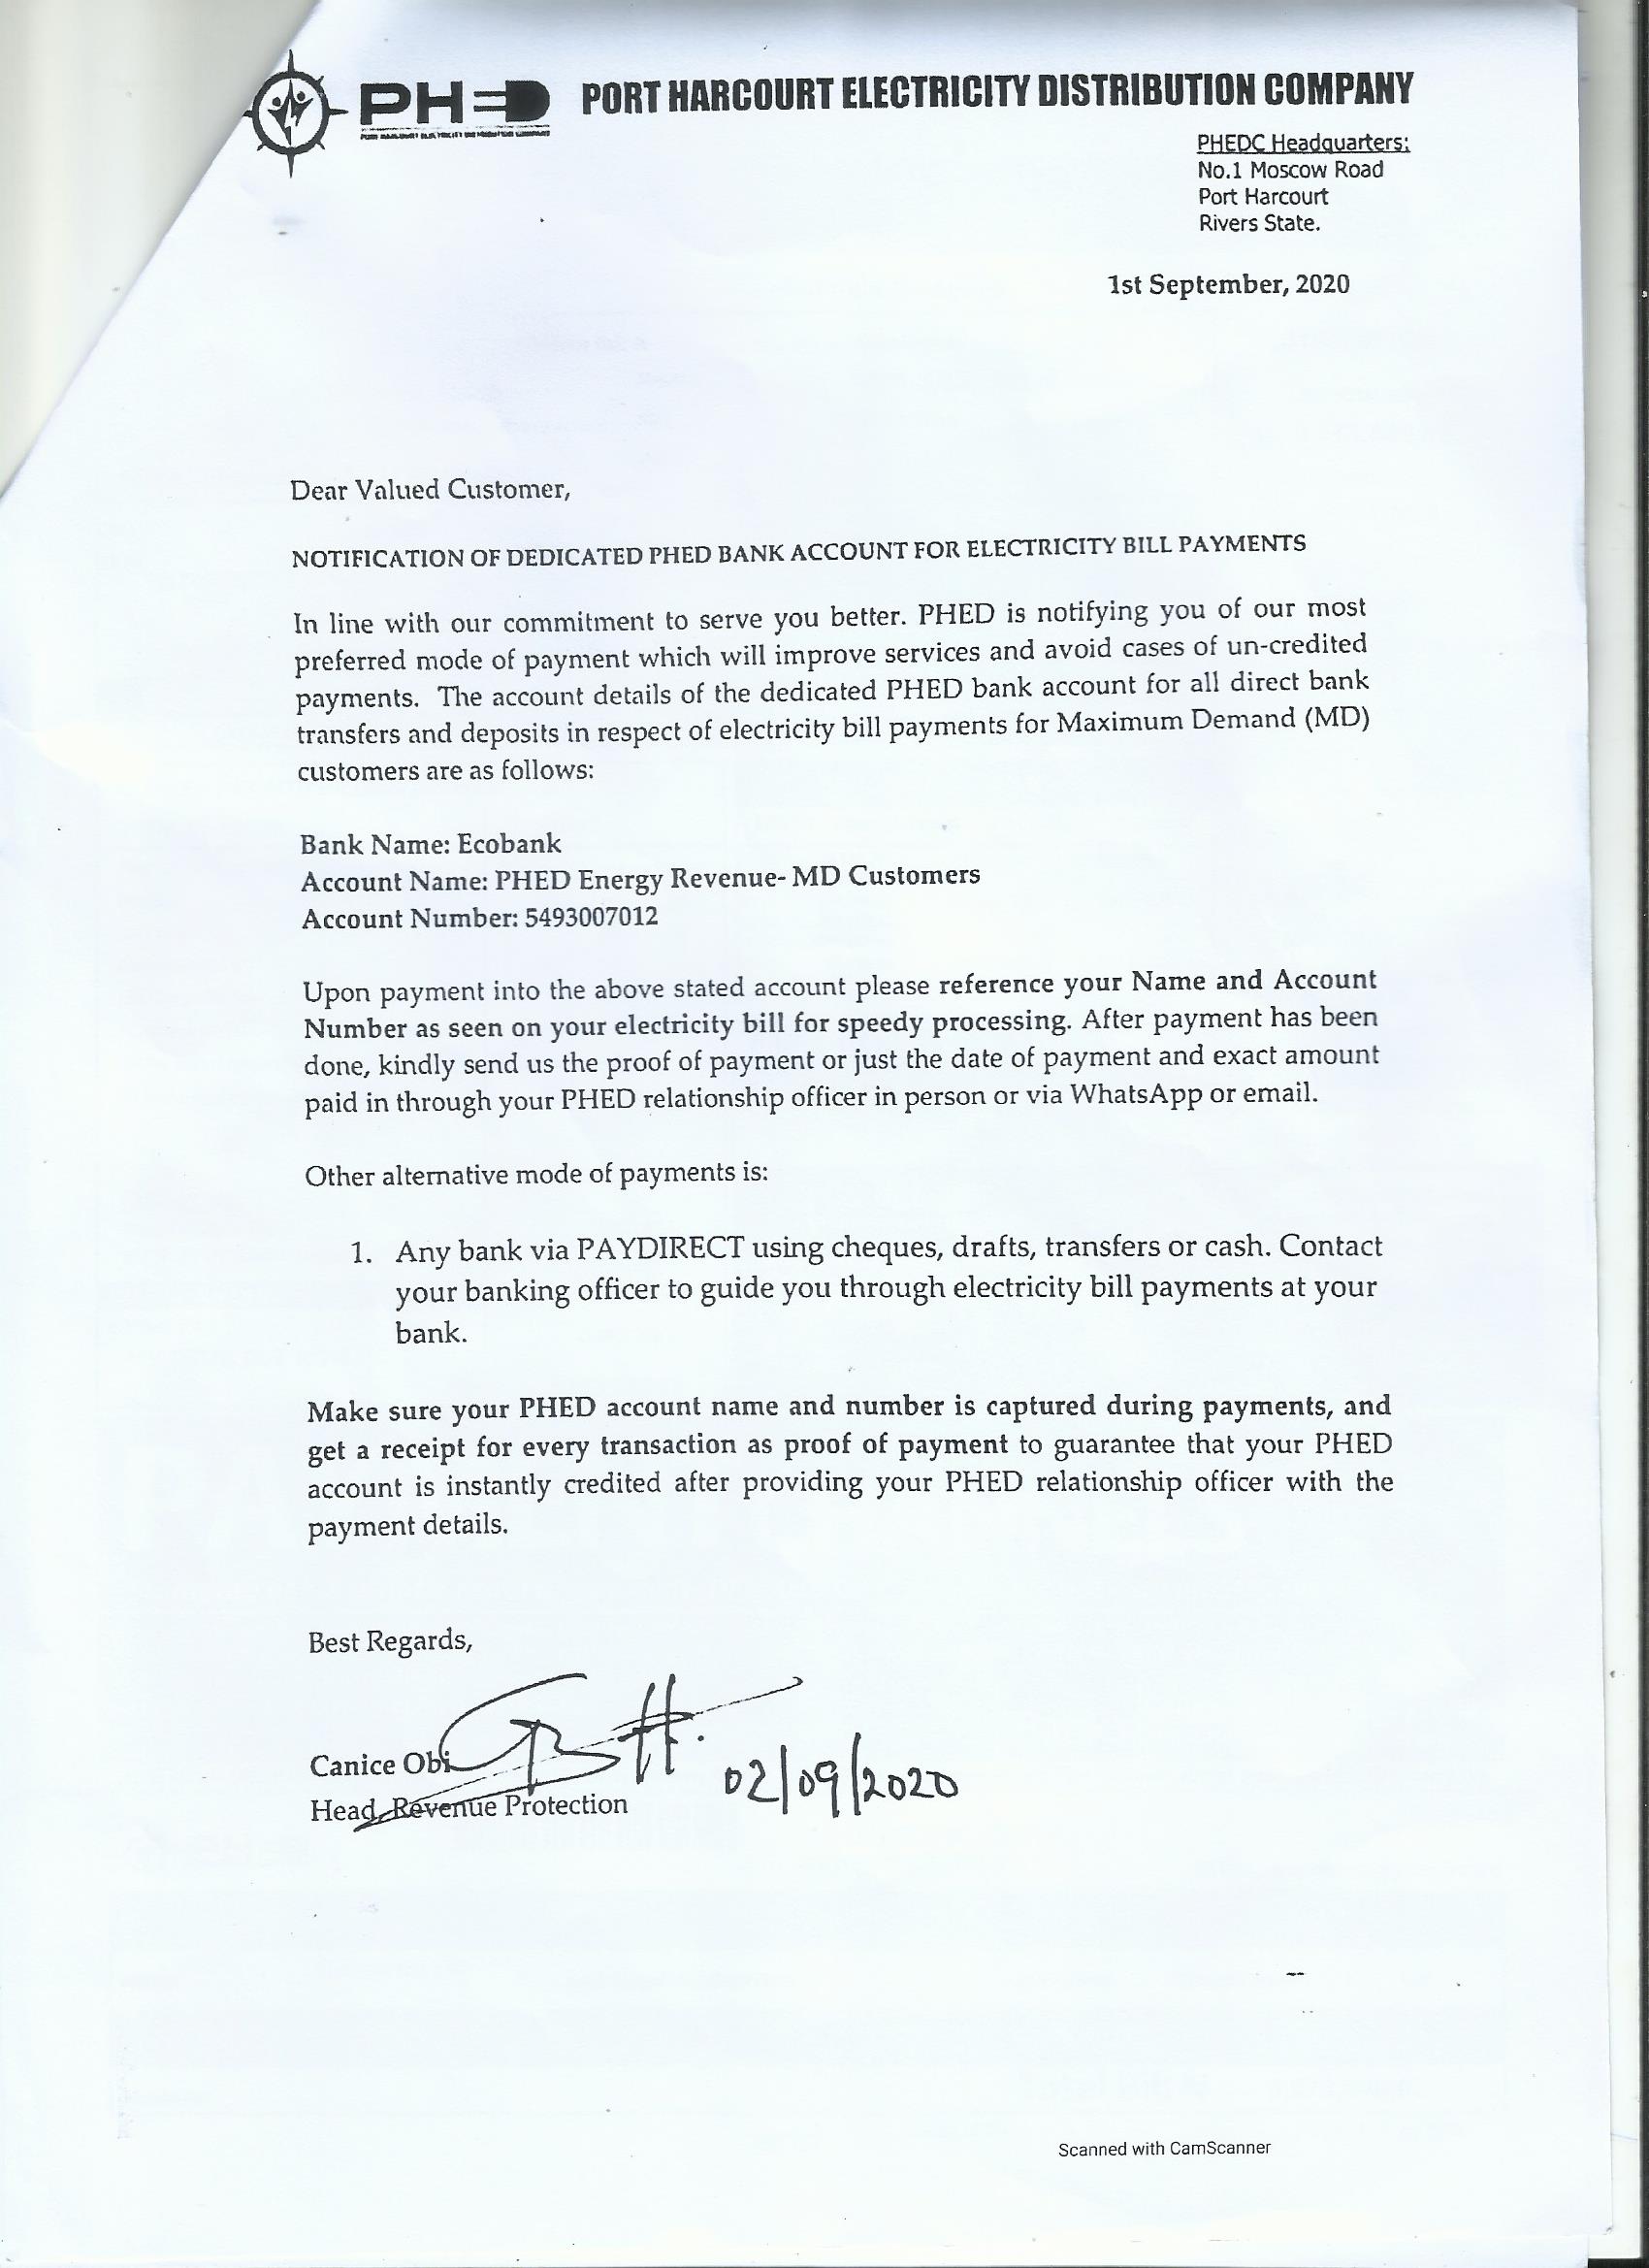 PHED PORT HARCOURT ELECTRICITY DISTRIBUTION COMPANY
PORT HARCOURT ELECTRICITY DISTRIBUTION COMPANY
PHEDC Headquarters:
No.1 Moscow Road
Port Harcourt
Rivers State.
1st September, 2020
Dear Valued Customer,
NOTIFICATION OF DEDICATED PHED BANK ACCOUNT FOR ELECTRICITY BILL PAYMENTS
In line with our commitment to serve you better. PHED is notifying you of our most
preferred mode of payment which will improve services and avoid cases of un-credited
payments. The account details of the dedicated PHED bank account for all direct bank
transfers and deposits in respect of electricity bill payments for Maximum Demand (MD)
customers are as follows:
Bank Name: Ecobank
Account Name: PHED Energy Revenue- MD Customers
Account Number: 5493007012
Upon payment into the above stated account please reference your Name and Account
Number as seen on your electricity bill for speedy processing. After payment has been
done, kindly send us the proof of payment or just the date of payment and exact amount
paid in through your PHED relationship officer in person or via WhatsApp or email.
Other alternative mode of payments is:
1. Any bank via PAYDIRECT using cheques, drafts, transfers or cash. Contact
your banking officer to guide you through electricity bill payments at your
bank.
Make sure your PHED account name and number is captured during payments, and
get a receipt for every transaction as proof of payment to guarantee that your PHED
account is instantly credited after providing your PHED relationship officer with the
payment details.
Best Regards,
Canice Obi
Head, Revenue Protection
02/09/2020
Scanned with CamScanner